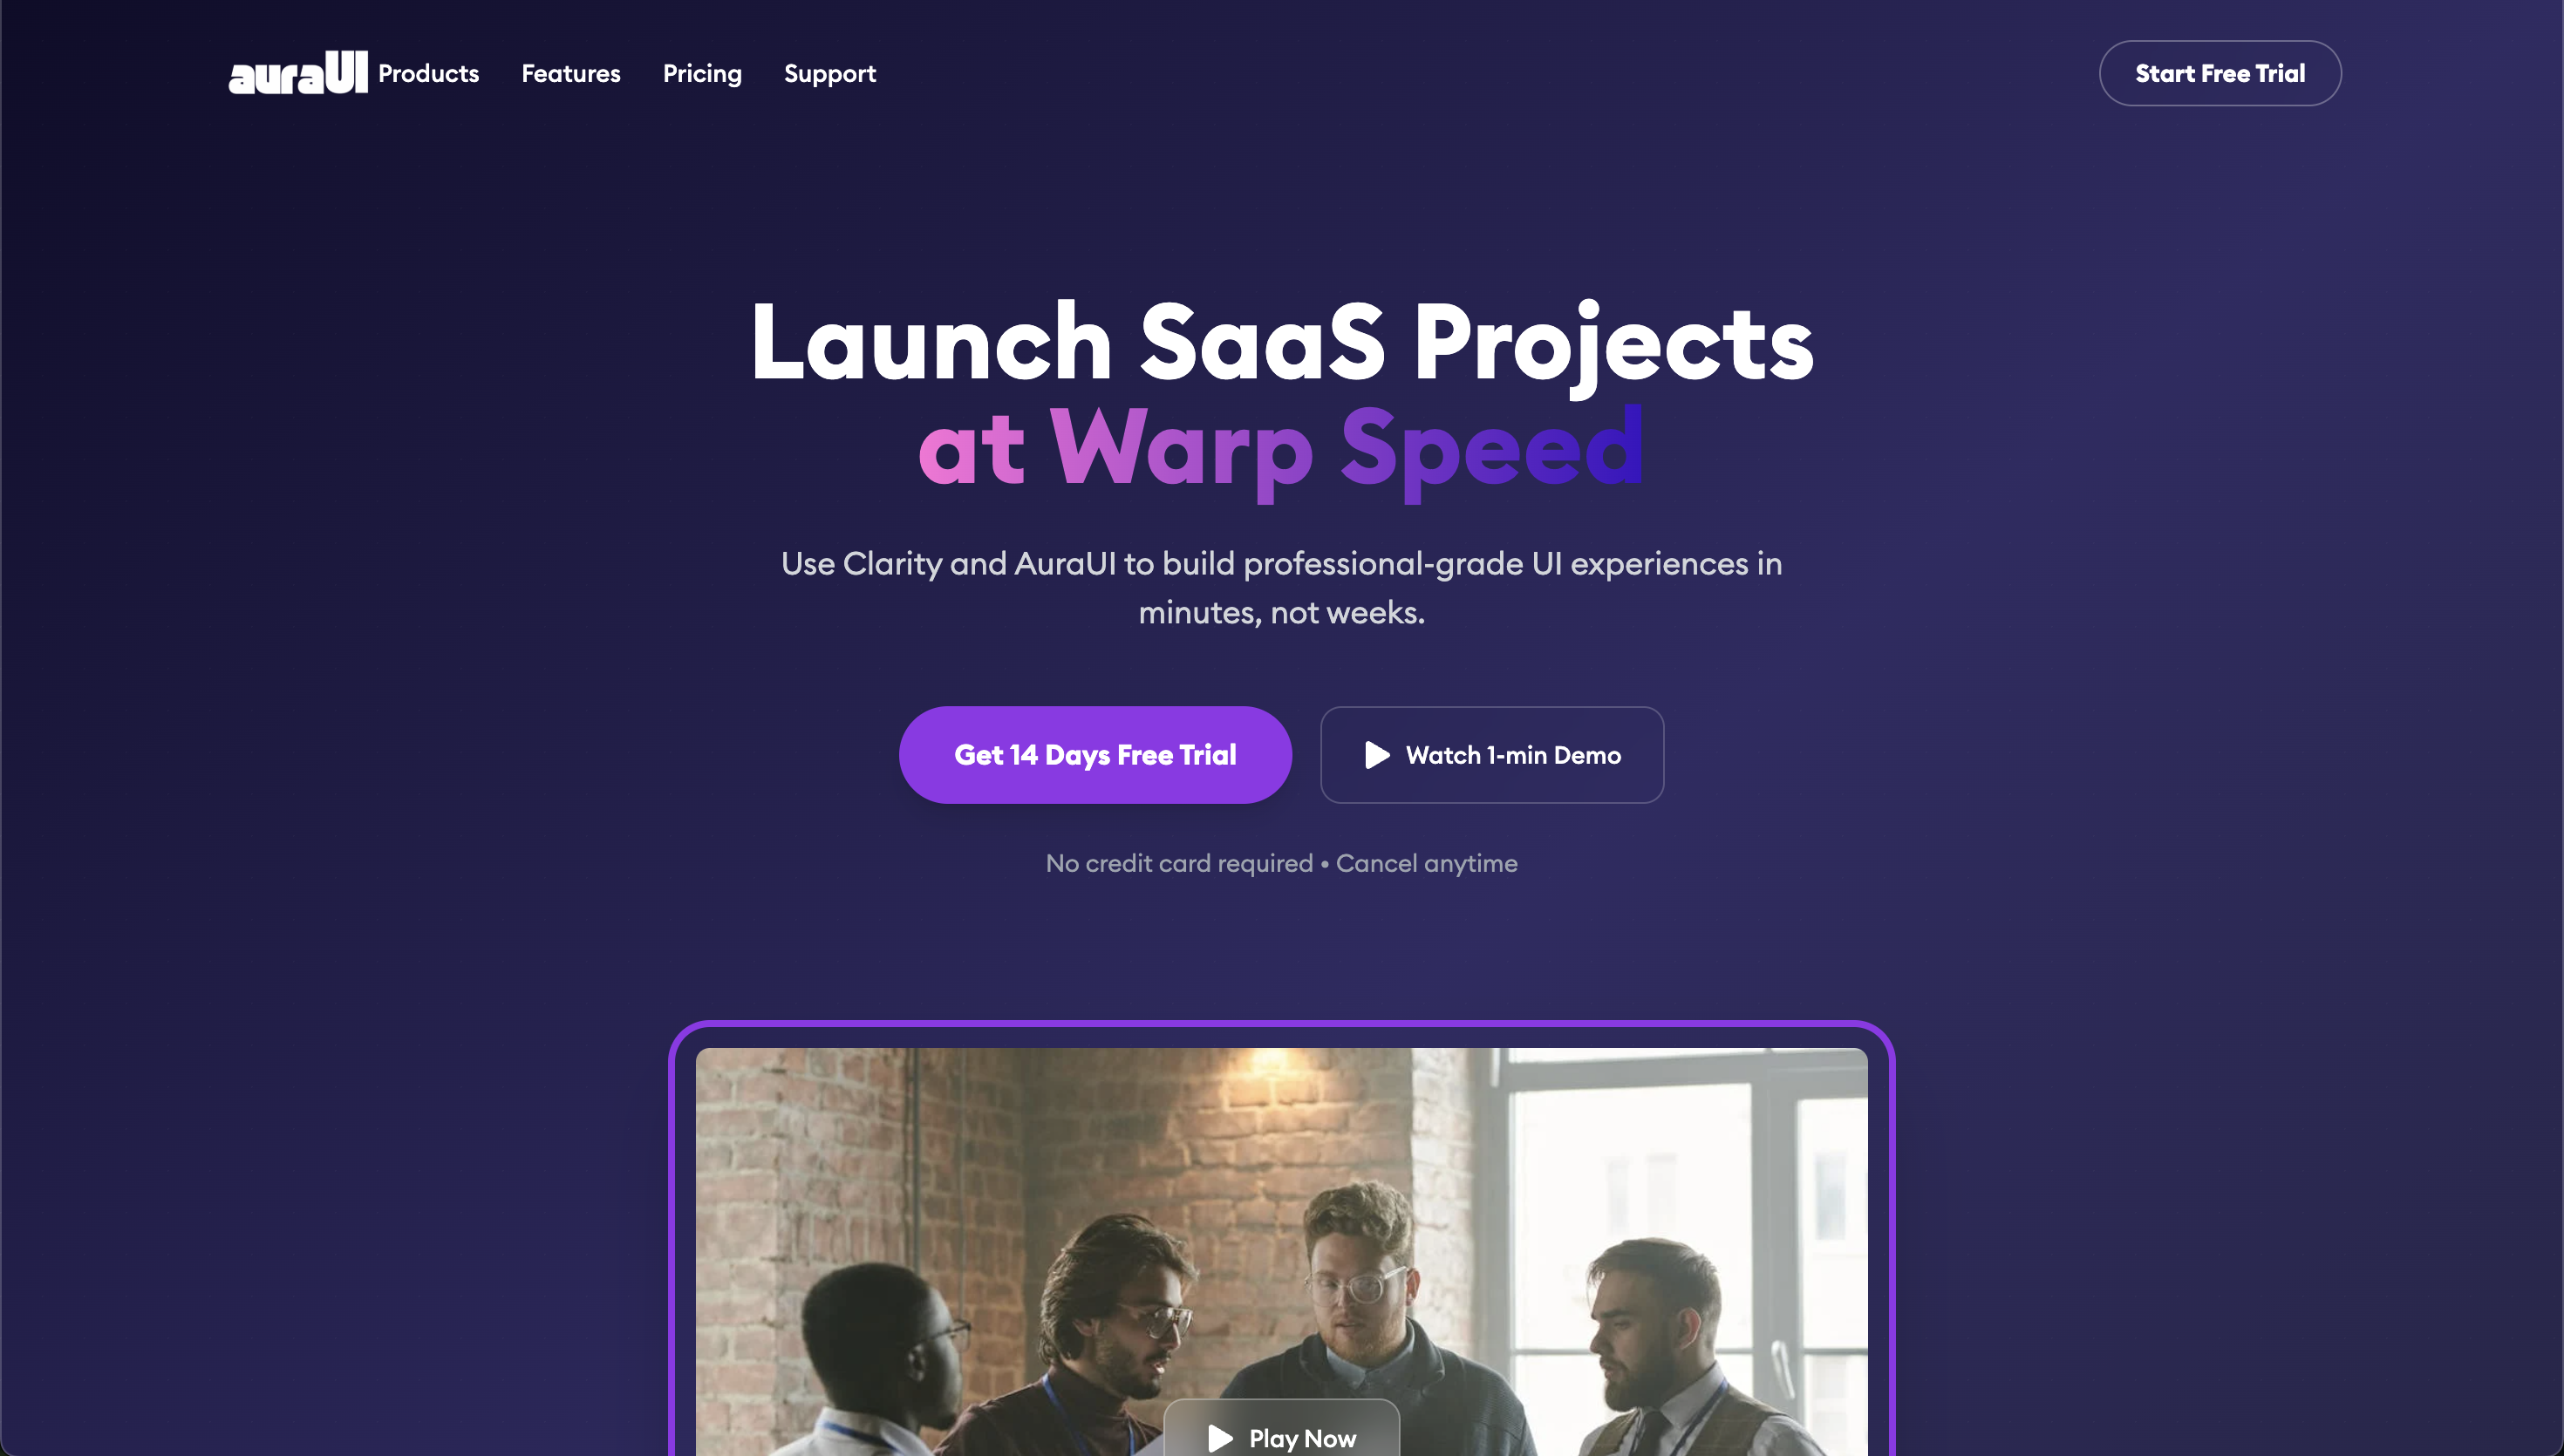 auraUI Products Features Pricing Support Start Free Trial
Launch SaaS Projects
at Warp Speed
Use Clarity and AuraUI to build professional-grade UI experiences in
minutes, not weeks.
Get 14 Days Free Trial Watch 1-min Demo
No credit card required • Cancel anytime
Play Now